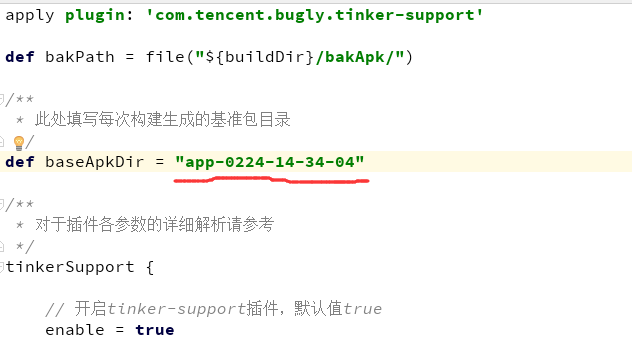 apply plugin: 'com.tencent.bugly.tinker-support'
def bakPath = file("${buildDir}/bakApk/")
/**
* 此处填写每次构建生成的基准包目录
*/
def baseApkDir = "app-0224-14-34-04"
/**
* 对于插件各参数的详细解析请参考
*/
tinkerSupport {
// 开启tinker-support插件，默认值true
enable = true